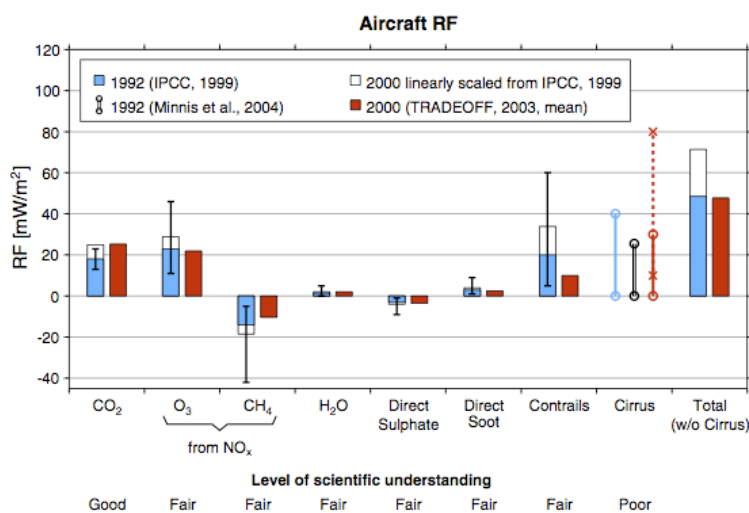 Aircraft RF
120
100
80
60
40
20
0
-20
-40
RF [mW/m²]
1992 (IPCC, 1999)
2000 linearly scaled from IPCC, 1999
1992 (Minnis et al., 2004)
2000 (TRADEOFF, 2003, mean)
CO₂ O₃ CH₄ H₂O Direct Direct Contrails Cirrus Total
Sulphate Soot (w/o Cirrus)
from NOₓ
Level of scientific understanding
Good Fair Fair Fair Fair Fair Fair Poor